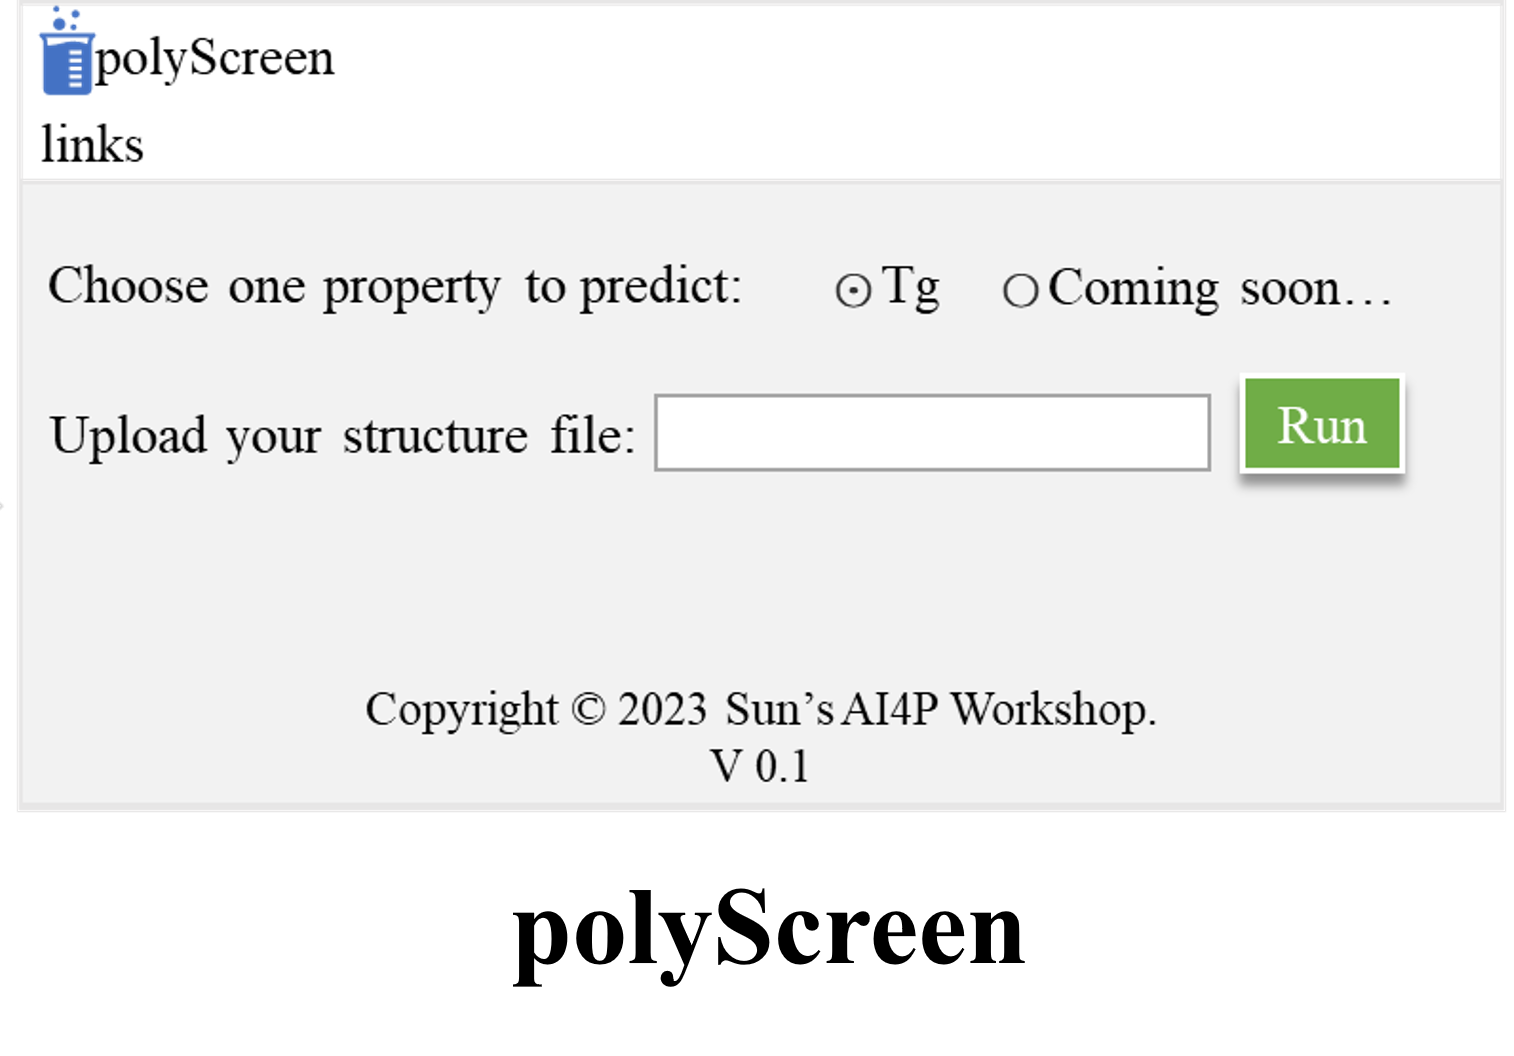 polyScreen
links
Choose one property to predict: ⊙ Tg ○ Coming soon...
Upload your structure file: Run
Copyright © 2023 Sun’s AI4P Workshop.
V 0.1
polyScreen